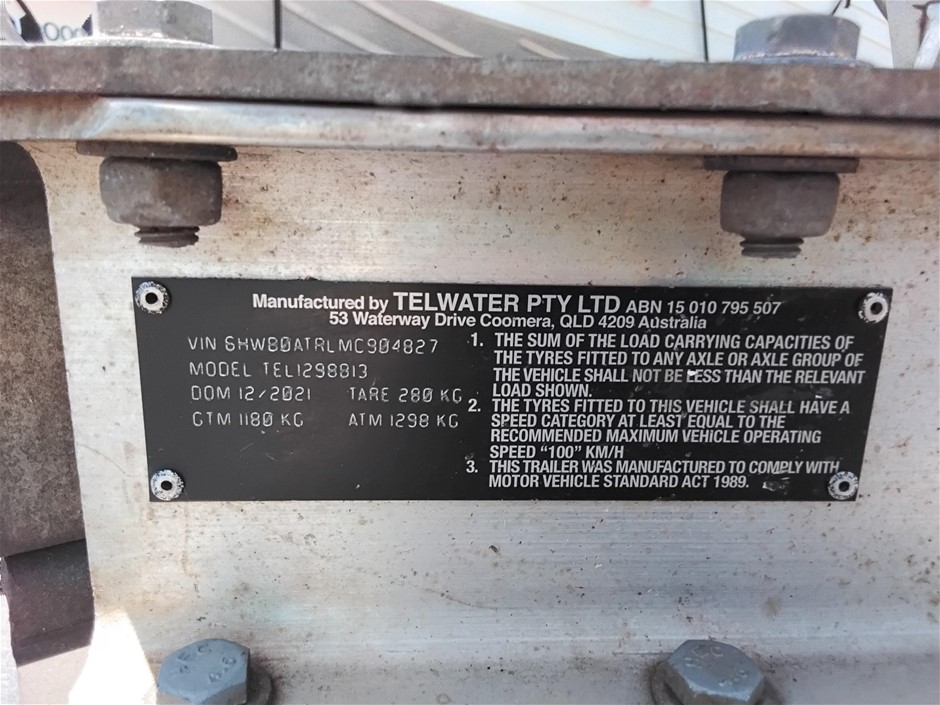 Manufactured by TELWATER PTY LTD ABN 15 010 795 507
53 Waterway Drive Coomera, QLD 4209 Australia
VIN 6HW80ATRLMC904827
MODEL TEL1298B13
DOM 12/2021 TARE 280 KG
GTM 1180 KG ATM 1298 KG
1. THE SUM OF THE LOAD CARRYING CAPACITIES OF
THE TYRES FITTED TO ANY AXLE OR AXLE GROUP OF
THE VEHICLE SHALL NOT BE LESS THAN THE RELEVANT
LOAD SHOWN.
2. THE TYRES FITTED TO THIS VEHICLE SHALL HAVE A
SPEED CATEGORY AT LEAST EQUAL TO THE
RECOMMENDED MAXIMUM VEHICLE OPERATING
SPEED “100” KM/H
3. THIS TRAILER WAS MANUFACTURED TO COMPLY WITH
MOTOR VEHICLE STANDARD ACT 1989.